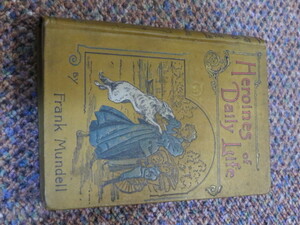 Heroines
of
Daily Life
by
Frank Mundell